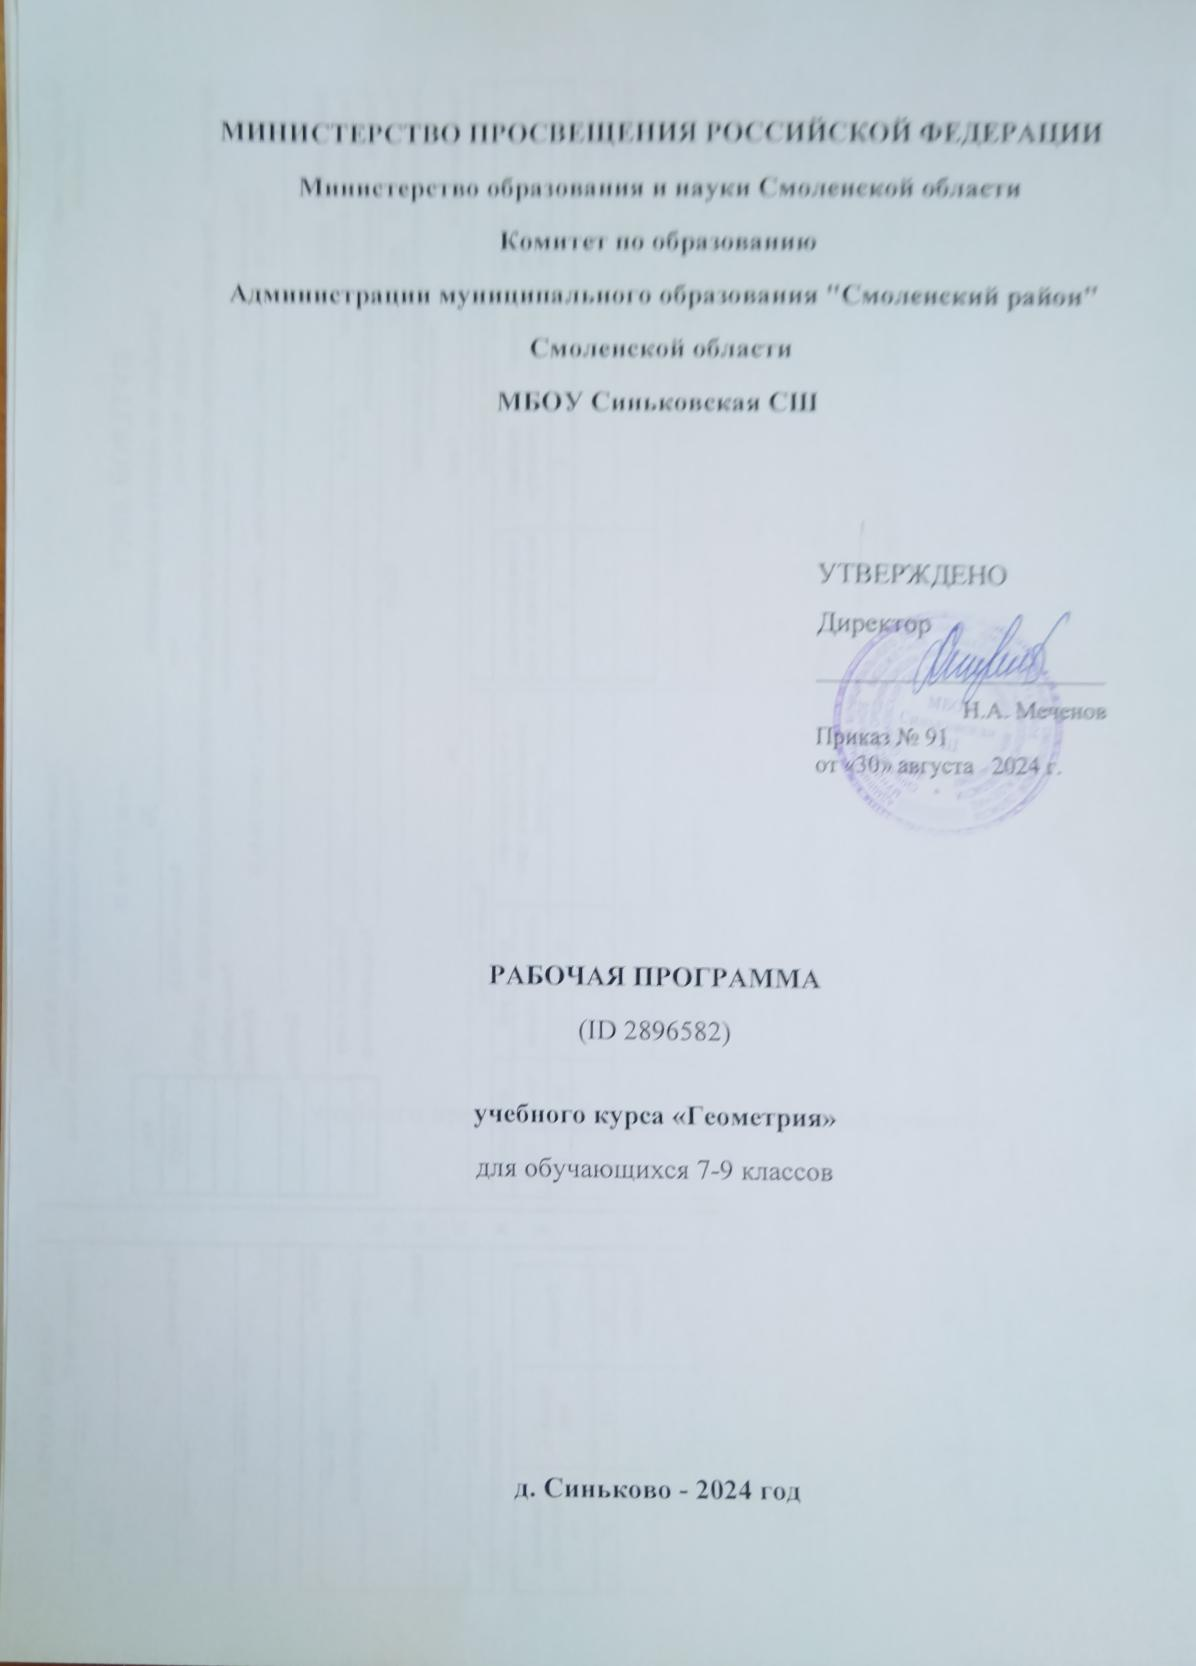 МИНИСТЕРСТВО ПРОСВЕЩЕНИЯ РОССИЙСКОЙ ФЕДЕРАЦИИ
Министерство образования и науки Смоленской области
Комитет по образованию
Администрации муниципального образования "Смоленский район"
Смоленской области
МБОУ Синьковская СШ
УТВЕРЖДЕНО
Директор
Н.А. Меченов
Приказ № 91
от «30» августа 2024 г.
РАБОЧАЯ ПРОГРАММА
(ID 2896582)
учебного курса «Геометрия»
для обучающихся 7-9 классов
д. Синьково - 2024 год